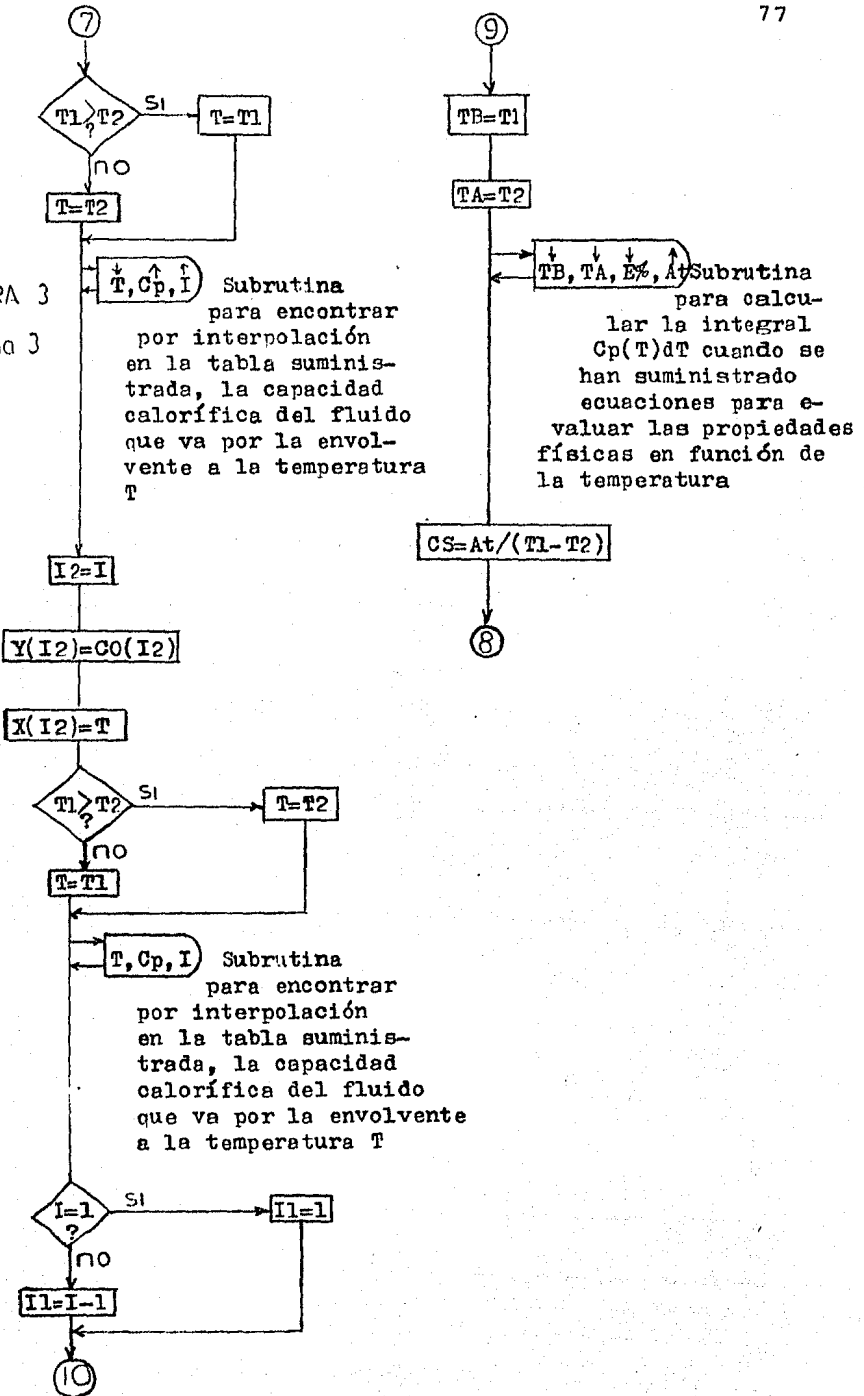 77
7
T1>T2
?
SI
T=T1
no
T=T2
T, Cp, I
Subrutina
para encontrar
por interpolación
en la tabla suminis-
trada, la capacidad
calorífica del fluido
que va por la envol-
vente a la temperatura
T
RA 3
a 3
I2=I
Y(I2)=CO(I2)
X(I2)=T
T1>T2
?
SI
T=T2
no
T=T1
T, Cp, I
Subrutina
para encontrar
por interpolación
en la tabla suminis-
trada, la capacidad
calorífica del fluido
que va por la envolvente
a la temperatura T
I=1
?
SI
I1=1
no
I1=I-1
10
9
TB=T1
TA=T2
TB, TA, E%, At
Subrutina
para calcu-
lar la integral
Cp(T)dT cuando se
han suministrado
ecuaciones para e-
valuar las propiedades
físicas en función de
la temperatura
CS=At/(T1-T2)
8